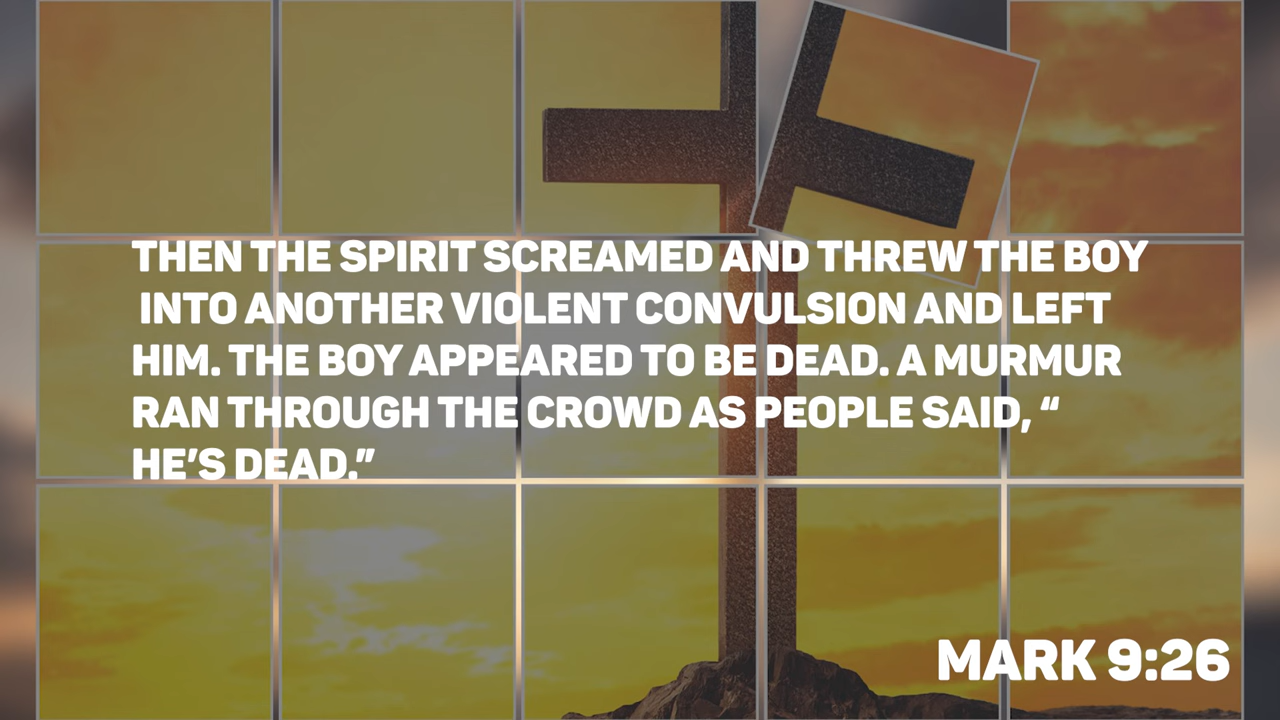 THEN THE SPIRIT SCREAMED AND THREW THE BOY
INTO ANOTHER VIOLENT CONVULSION AND LEFT
HIM. THE BOY APPEARED TO BE DEAD. A MURMUR
RAN THROUGH THE CROWD AS PEOPLE SAID, “
HE’S DEAD.”
MARK 9:26